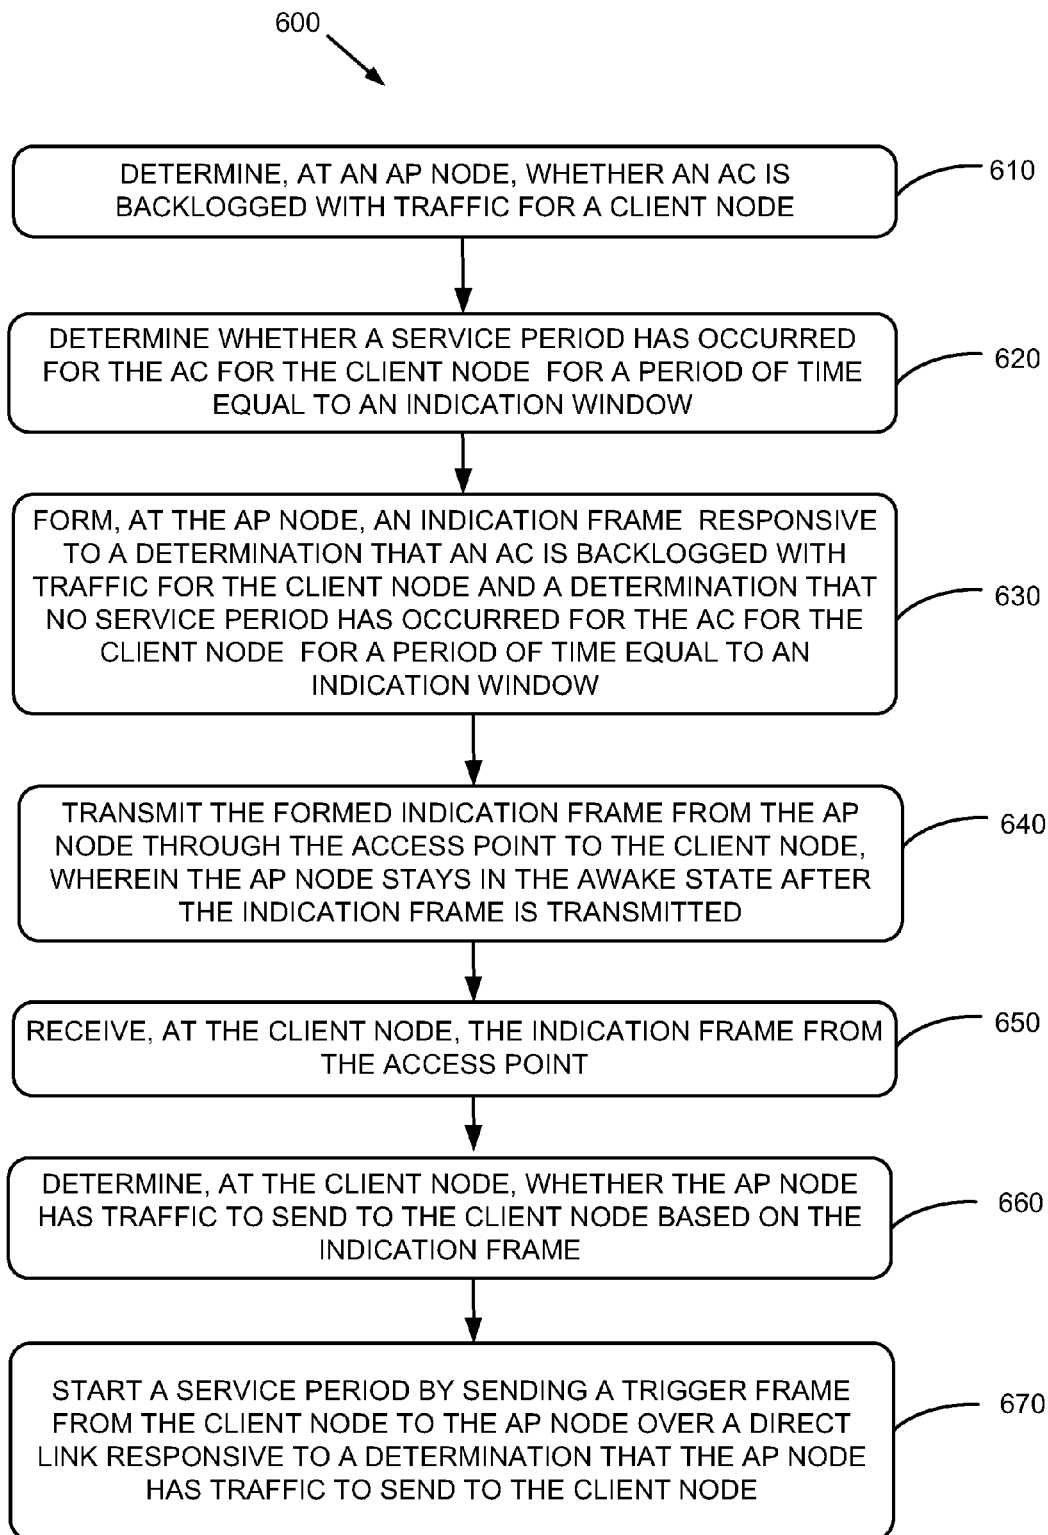 600
DETERMINE, AT AN AP NODE, WHETHER AN AC IS
BACKLOGGED WITH TRAFFIC FOR A CLIENT NODE
610
DETERMINE WHETHER A SERVICE PERIOD HAS OCCURRED
FOR THE AC FOR THE CLIENT NODE FOR A PERIOD OF TIME
EQUAL TO AN INDICATION WINDOW
620
FORM, AT THE AP NODE, AN INDICATION FRAME RESPONSIVE
TO A DETERMINATION THAT AN AC IS BACKLOGGED WITH
TRAFFIC FOR THE CLIENT NODE AND A DETERMINATION THAT
NO SERVICE PERIOD HAS OCCURRED FOR THE AC FOR THE
CLIENT NODE FOR A PERIOD OF TIME EQUAL TO AN
INDICATION WINDOW
630
TRANSMIT THE FORMED INDICATION FRAME FROM THE AP
NODE THROUGH THE ACCESS POINT TO THE CLIENT NODE,
WHEREIN THE AP NODE STAYS IN THE AWAKE STATE AFTER
THE INDICATION FRAME IS TRANSMITTED
640
RECEIVE, AT THE CLIENT NODE, THE INDICATION FRAME FROM
THE ACCESS POINT
650
DETERMINE, AT THE CLIENT NODE, WHETHER THE AP NODE
HAS TRAFFIC TO SEND TO THE CLIENT NODE BASED ON THE
INDICATION FRAME
660
START A SERVICE PERIOD BY SENDING A TRIGGER FRAME
FROM THE CLIENT NODE TO THE AP NODE OVER A DIRECT
LINK RESPONSIVE TO A DETERMINATION THAT THE AP NODE
HAS TRAFFIC TO SEND TO THE CLIENT NODE
670